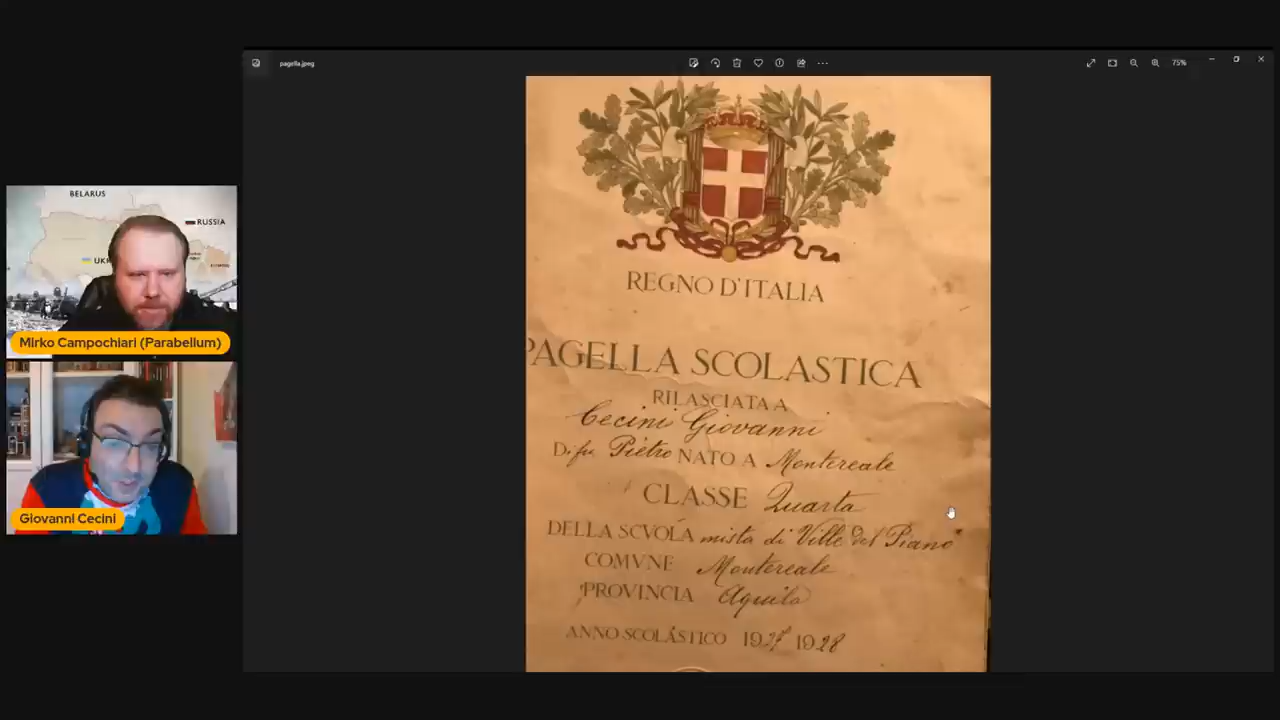 pagella.jpeg
75%
BELARUS
RUSSIA
UKR
Mirko Campochiari (Parabellum)
Giovanni Cecini
REGNO D'ITALIA
PAGELLA SCOLASTICA
RILASCIATA A
Cecini Giovanni
Di fu Pietro NATO A Montereale
CLASSE Quarta
DELLA SCVOLA mista di Ville del Piano
COMVNE Montereale
PROVINCIA Aquila
ANNO SCOLASTICO 1927 1928